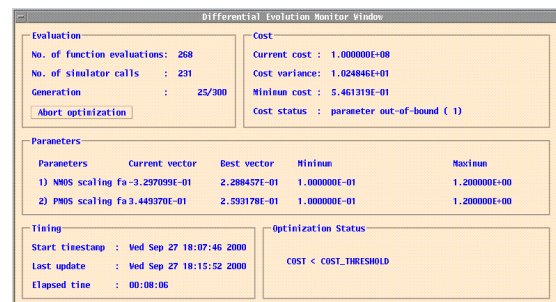 Differential Evolution Monitor Window
Evaluation
No. of function evaluations: 268
No. of simulator calls : 231
Generation : 25/300
Abort optimization
Cost
Current cost : 1.000000E+08
Cost variance: 1.024846E+01
Minimum cost : 5.461319E-01
Cost status : parameter out-of-bound ( 1)
Parameters
Parameters Current vector Best vector Minimum Maximum
1) NMOS scaling fa -3.297099E-01 2.288457E-01 1.000000E-01 1.200000E+00
2) PMOS scaling fa 3.449370E-01 2.593178E-01 1.000000E-01 1.200000E+00
Timing
Start timestamp : Wed Sep 27 18:07:46 2000
Last update : Wed Sep 27 18:15:52 2000
Elapsed time : 00:08:06
Optimization Status
COST < COST_THRESHOLD